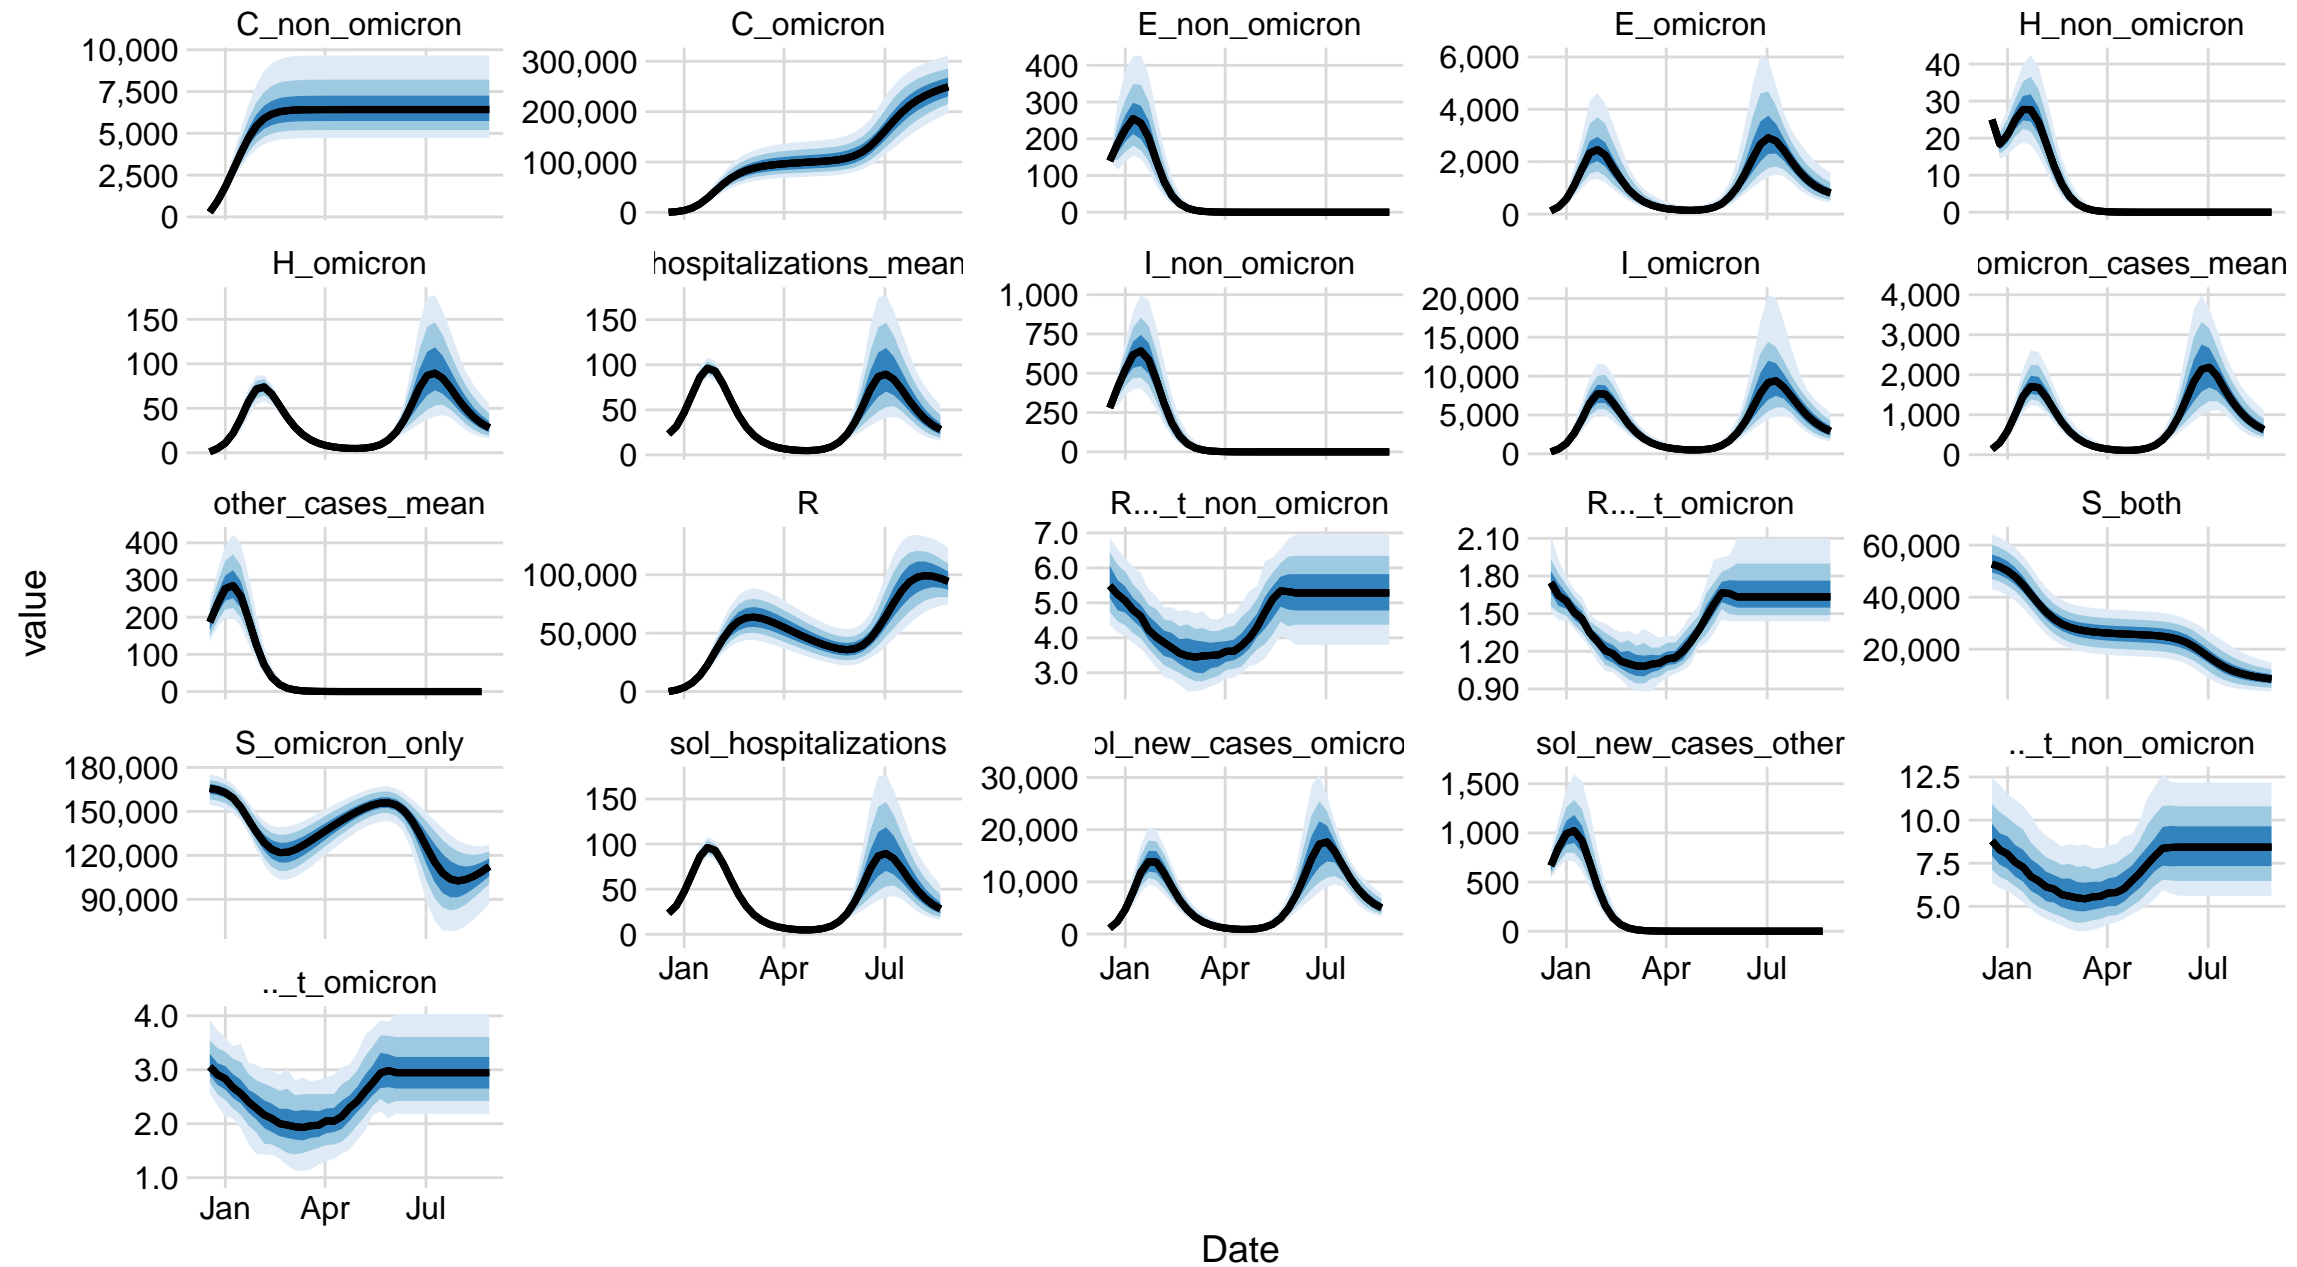 C_non_omicron C_omicron E_non_omicron E_omicron H_non_omicron
10,000 7,500 5,000 2,500 0
300,000 200,000 100,000 0
400 300 200 100 0
6,000 4,000 2,000 0
40 30 20 10 0
H_omicron hospitalizations_mean I_non_omicron I_omicron omicron_cases_mean
150 100 50 0
150 100 50 0
1,000 750 500 250 0
20,000 15,000 10,000 5,000 0
4,000 3,000 2,000 1,000 0
other_cases_mean R R..._t_non_omicron R..._t_omicron S_both
400 300 200 100 0
100,000 50,000 0
7.0 6.0 5.0 4.0 3.0
2.10 1.80 1.50 1.20 0.90
60,000 40,000 20,000
value
S_omicron_only sol_hospitalizations ol_new_cases_omicro sol_new_cases_other .._t_non_omicron
180,000 150,000 120,000 90,000
150 100 50 0
30,000 20,000 10,000 0
1,500 1,000 500 0
12.5 10.0 7.5 5.0
Jan Apr Jul Jan Apr Jul Jan Apr Jul Jan Apr Jul
.._t_omicron
4.0 3.0 2.0 1.0
Jan Apr Jul
Date